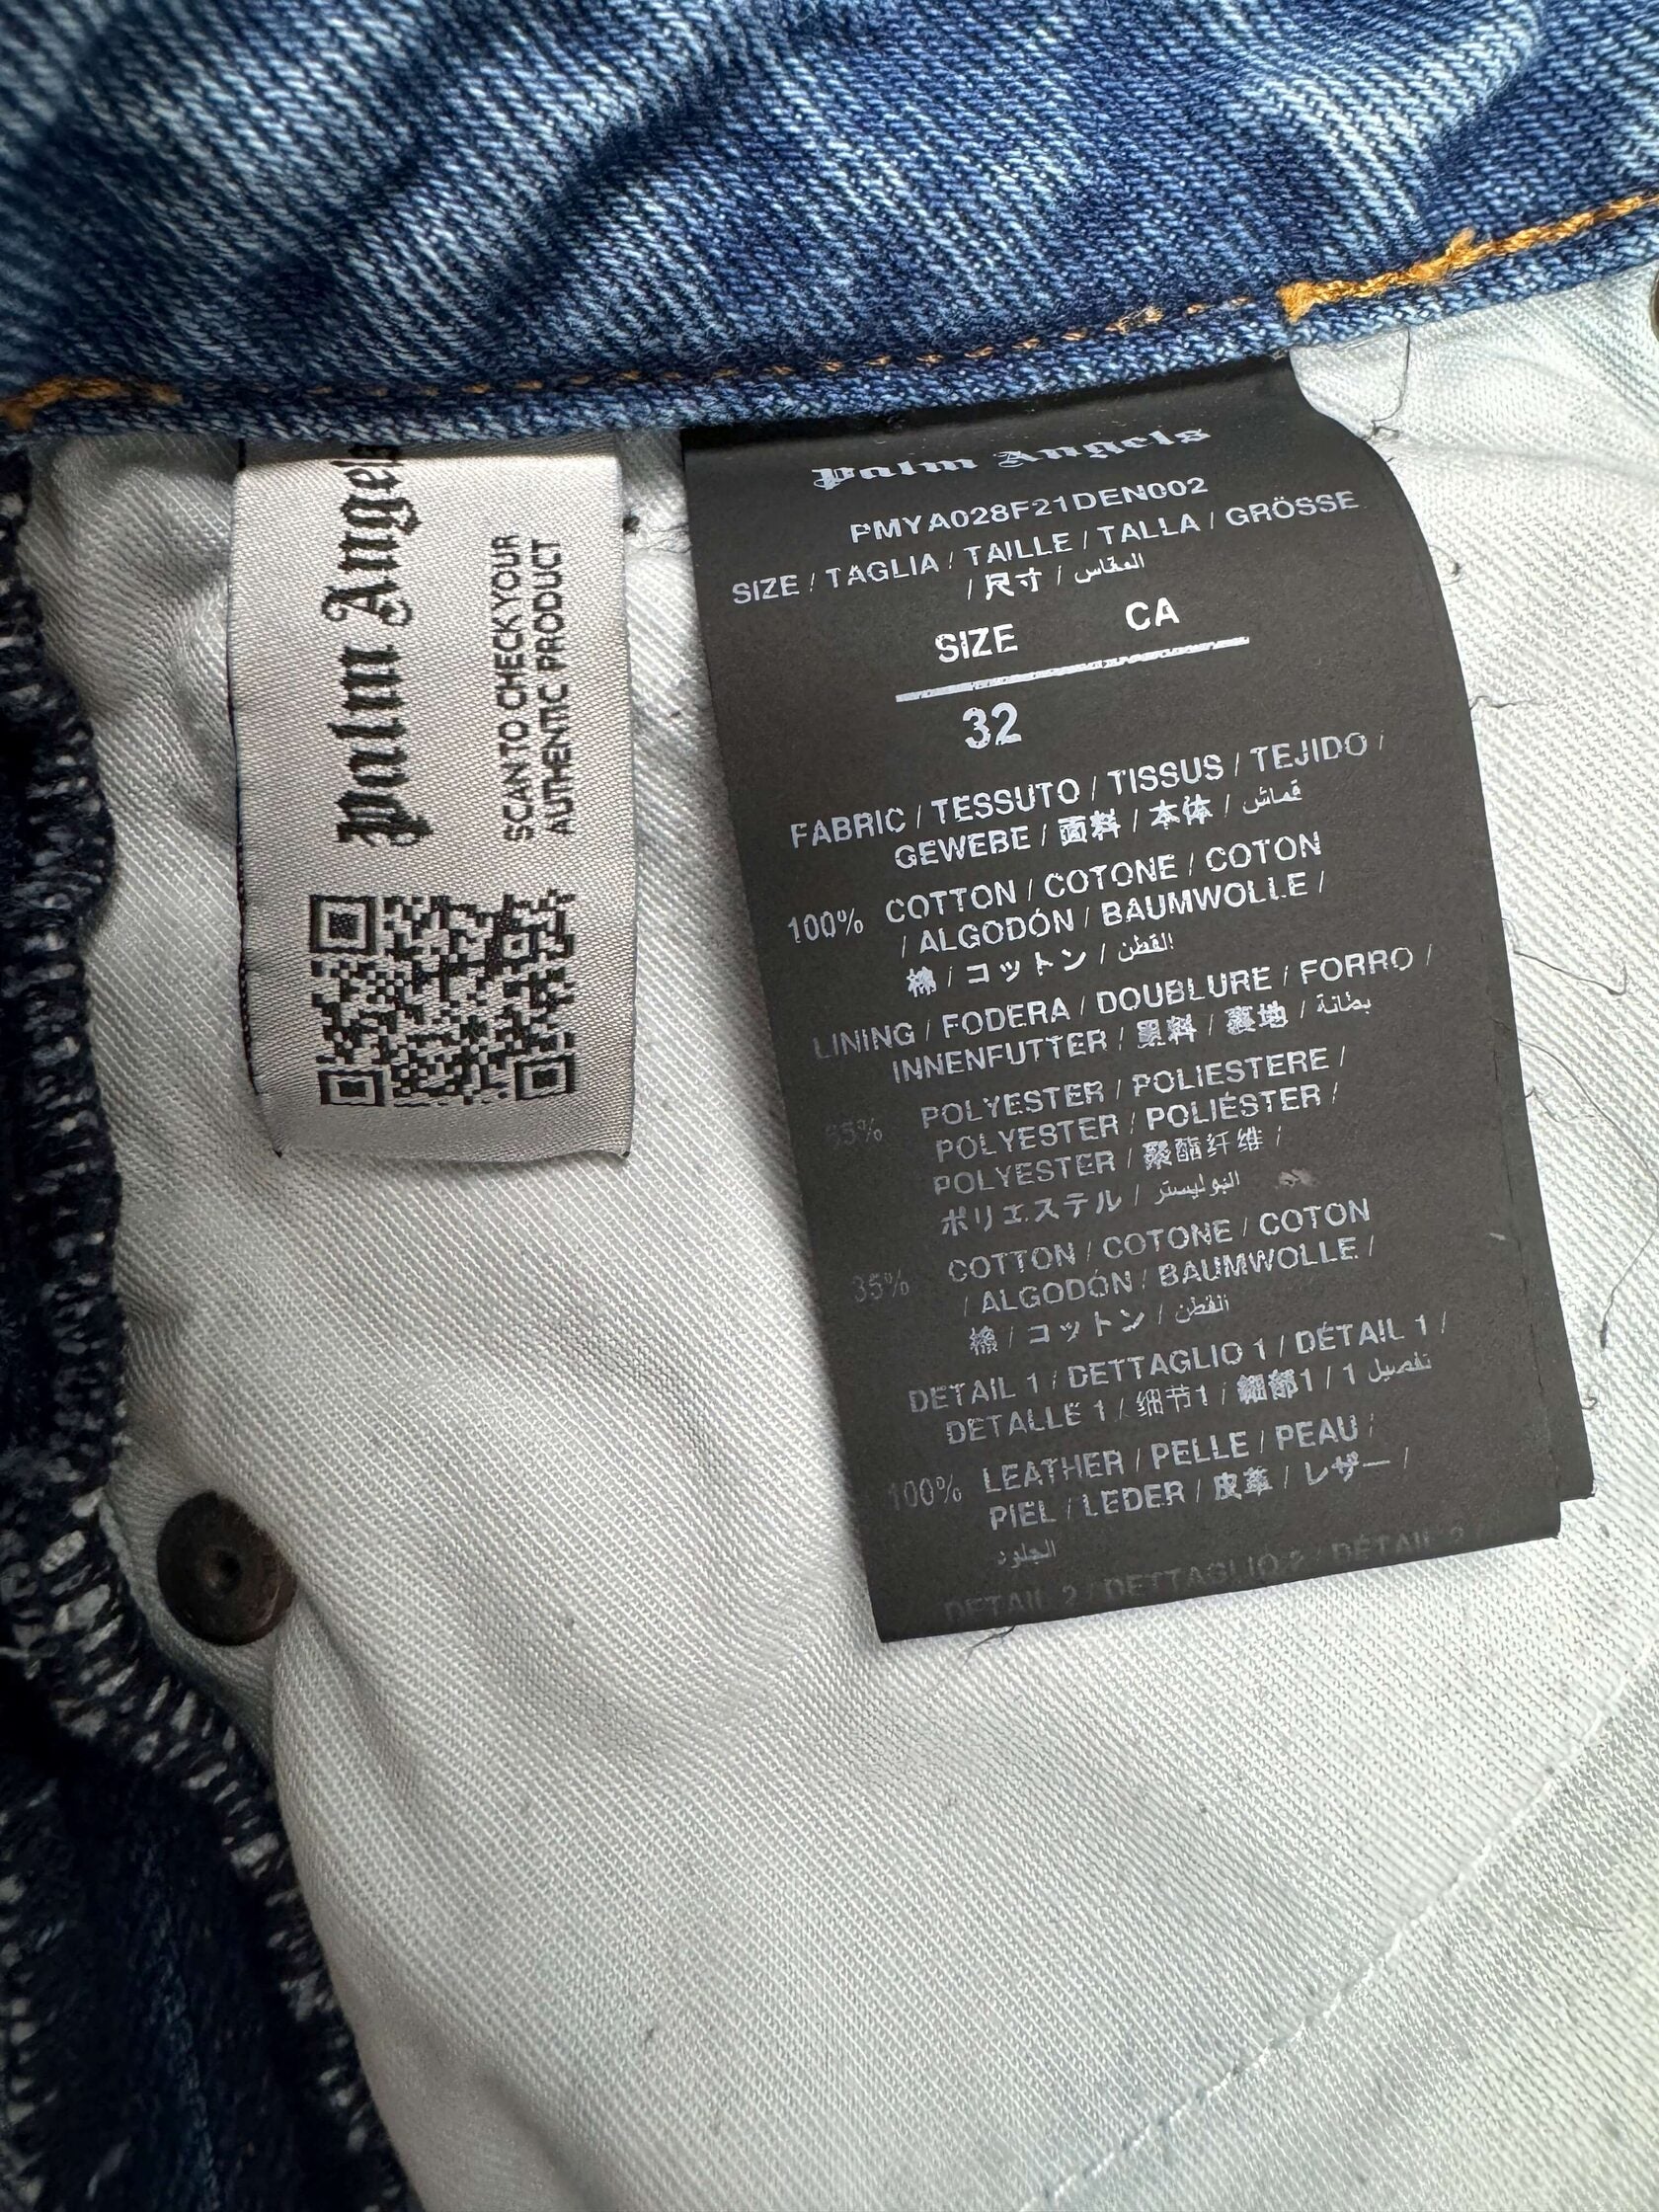 Palm Angels
SCAN TO CHECK YOUR
AUTHENTIC PRODUCT
Palm Angels
PMYA028F21DEN002
SIZE / TAGLIA / TAILLE / TALLA / GRÖSSE
/ 尺寸 / المقاس
SIZE CA
32
FABRIC / TESSUTO / TISSUS / TEJIDO /
GEWEBE / 面料 / 本体 / قماش
100% COTTON / COTONE / COTON
/ ALGODÓN / BAUMWOLLE /
棉 / コットン / القطن
LINING / FODERA / DOUBLURE / FORRO /
INNENFUTTER / 里料 / 裏地 / بطانة
65% POLYESTER / POLIESTERE /
POLYESTER / POLIÉSTER /
POLYESTER / 聚酯纤维 /
ポリエステル / البوليستر
35% COTTON / COTONE / COTON
/ ALGODÓN / BAUMWOLLE /
棉 / コットン / القطن
DETAIL 1 / DETTAGLIO 1 / DÉTAIL 1 /
DETALLE 1 / 细节1 / 細部1 / 1 تفصيل
100% LEATHER / PELLE / PEAU /
PIEL / LEDER / 皮革 / レザー /
الجلود
DETAIL 2 / DETTAGLIO 2 / DÉTAIL 2 /